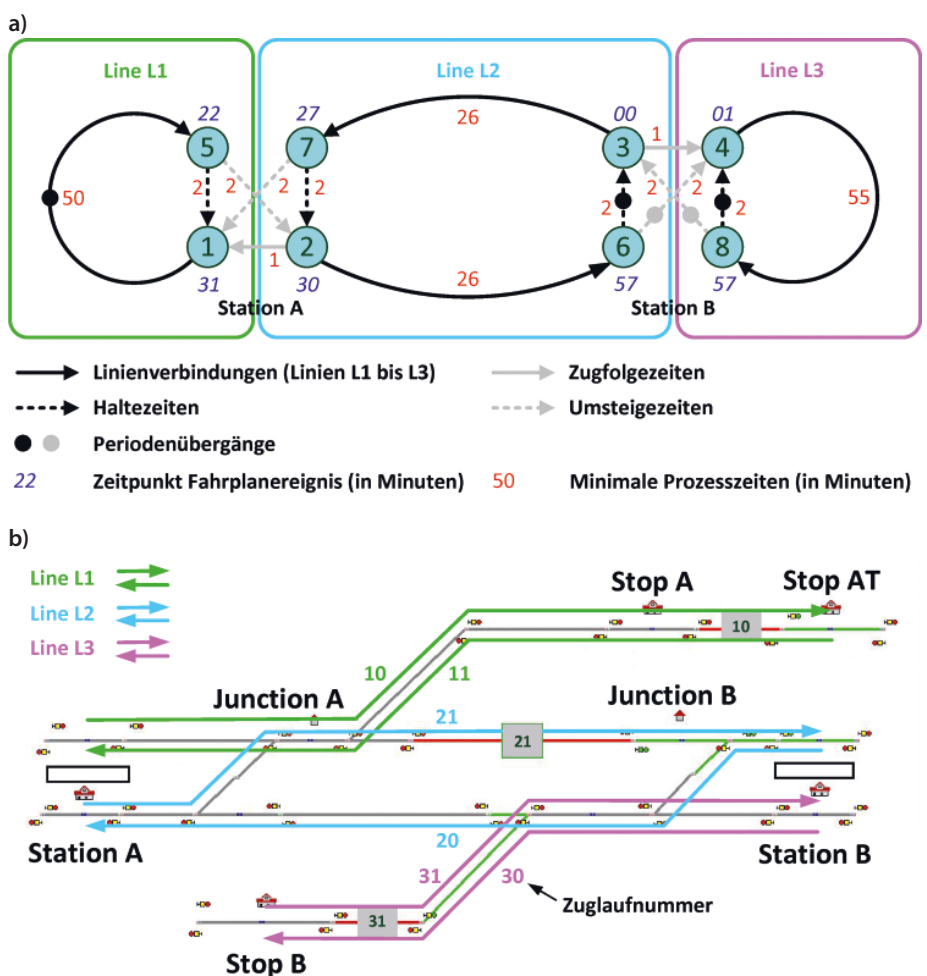 a)
Line L1
Line L2
Line L3
22
27
00
01
5
7
3
4
26
1
2
2
2
2
50
2
2
2
2
55
1
2
6
8
1
26
31
30
57
57
Station A
Station B
Linienverbindungen (Linien L1 bis L3)
Zugfolgezeiten
Haltezeiten
Umsteigezeiten
Periodenübergänge
22 Zeitpunkt Fahrplanereignis (in Minuten)
50 Minimale Prozesszeiten (in Minuten)
b)
Line L1
Line L2
Line L3
Stop A
Stop AT
10
10
11
Junction A
Junction B
21
21
Station A
20
Station B
31
30
Zuglaufnummer
31
Stop B